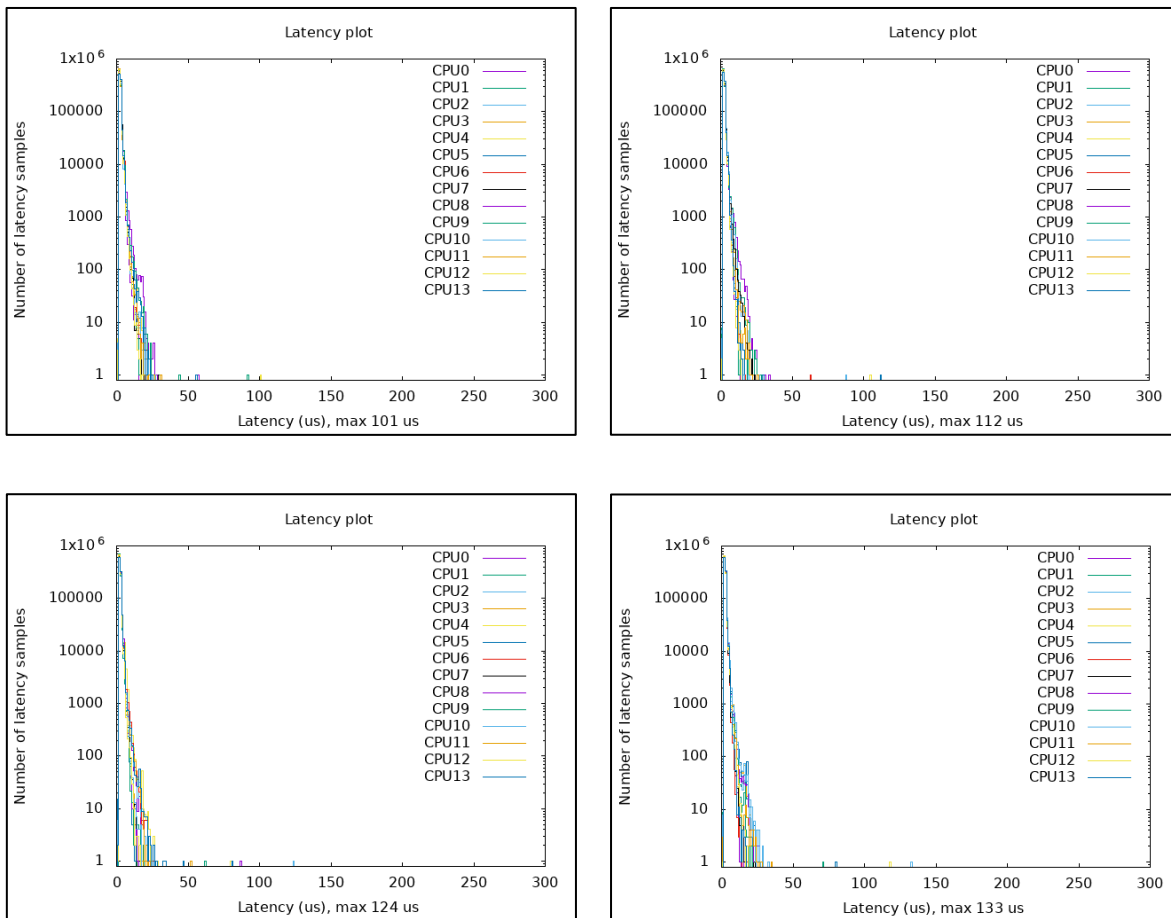 Latency plot
1x10^6
100000
10000
1000
100
10
1
Number of latency samples
CPU0
CPU1
CPU2
CPU3
CPU4
CPU5
CPU6
CPU7
CPU8
CPU9
CPU10
CPU11
CPU12
CPU13
0 50 100 150 200 250 300
Latency (us), max 101 us
Latency plot
1x10^6
100000
10000
1000
100
10
1
Number of latency samples
CPU0
CPU1
CPU2
CPU3
CPU4
CPU5
CPU6
CPU7
CPU8
CPU9
CPU10
CPU11
CPU12
CPU13
0 50 100 150 200 250 300
Latency (us), max 112 us
Latency plot
1x10^6
100000
10000
1000
100
10
1
Number of latency samples
CPU0
CPU1
CPU2
CPU3
CPU4
CPU5
CPU6
CPU7
CPU8
CPU9
CPU10
CPU11
CPU12
CPU13
0 50 100 150 200 250 300
Latency (us), max 124 us
Latency plot
1x10^6
100000
10000
1000
100
10
1
Number of latency samples
CPU0
CPU1
CPU2
CPU3
CPU4
CPU5
CPU6
CPU7
CPU8
CPU9
CPU10
CPU11
CPU12
CPU13
0 50 100 150 200 250 300
Latency (us), max 133 us